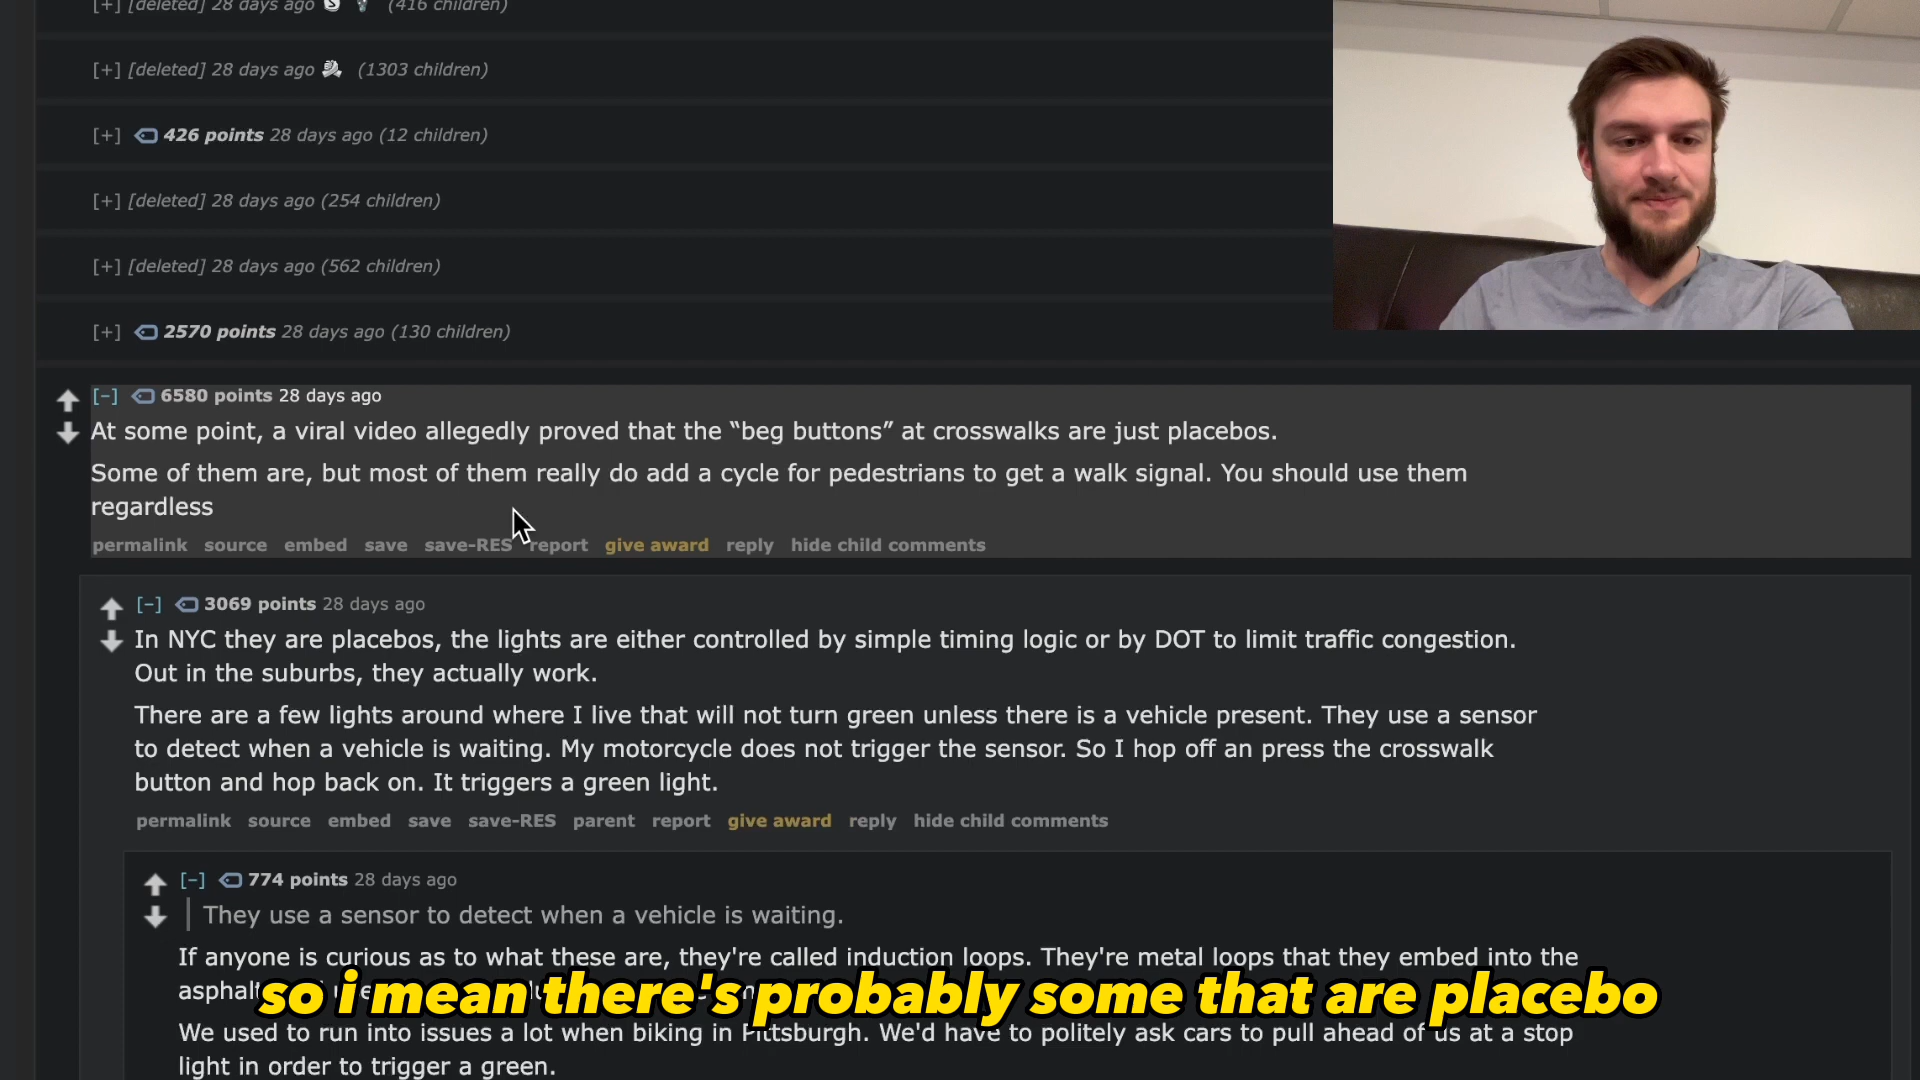 [+] [deleted] 28 days ago (416 children)
[+] [deleted] 28 days ago (1303 children)
[+] 426 points 28 days ago (12 children)
[+] [deleted] 28 days ago (254 children)
[+] [deleted] 28 days ago (562 children)
[+] 2570 points 28 days ago (130 children)
[–] 6580 points 28 days ago
At some point, a viral video allegedly proved that the “beg buttons” at crosswalks are just placebos.
Some of them are, but most of them really do add a cycle for pedestrians to get a walk signal. You should use them
regardless
permalink source embed save save-RES report give award reply hide child comments
[–] 3069 points 28 days ago
In NYC they are placebos, the lights are either controlled by simple timing logic or by DOT to limit traffic congestion.
Out in the suburbs, they actually work.
There are a few lights around where I live that will not turn green unless there is a vehicle present. They use a sensor
to detect when a vehicle is waiting. My motorcycle does not trigger the sensor. So I hop off an press the crosswalk
button and hop back on. It triggers a green light.
permalink source embed save save-RES parent report give award reply hide child comments
[–] 774 points 28 days ago
They use a sensor to detect when a vehicle is waiting.
If anyone is curious as to what these are, they're called induction loops. They're metal loops that they embed into the
asphalt
so i mean there's probably some that are placebo
We used to run into issues a lot when biking in Pittsburgh. We'd have to politely ask cars to pull ahead of us at a stop
light in order to trigger a green.